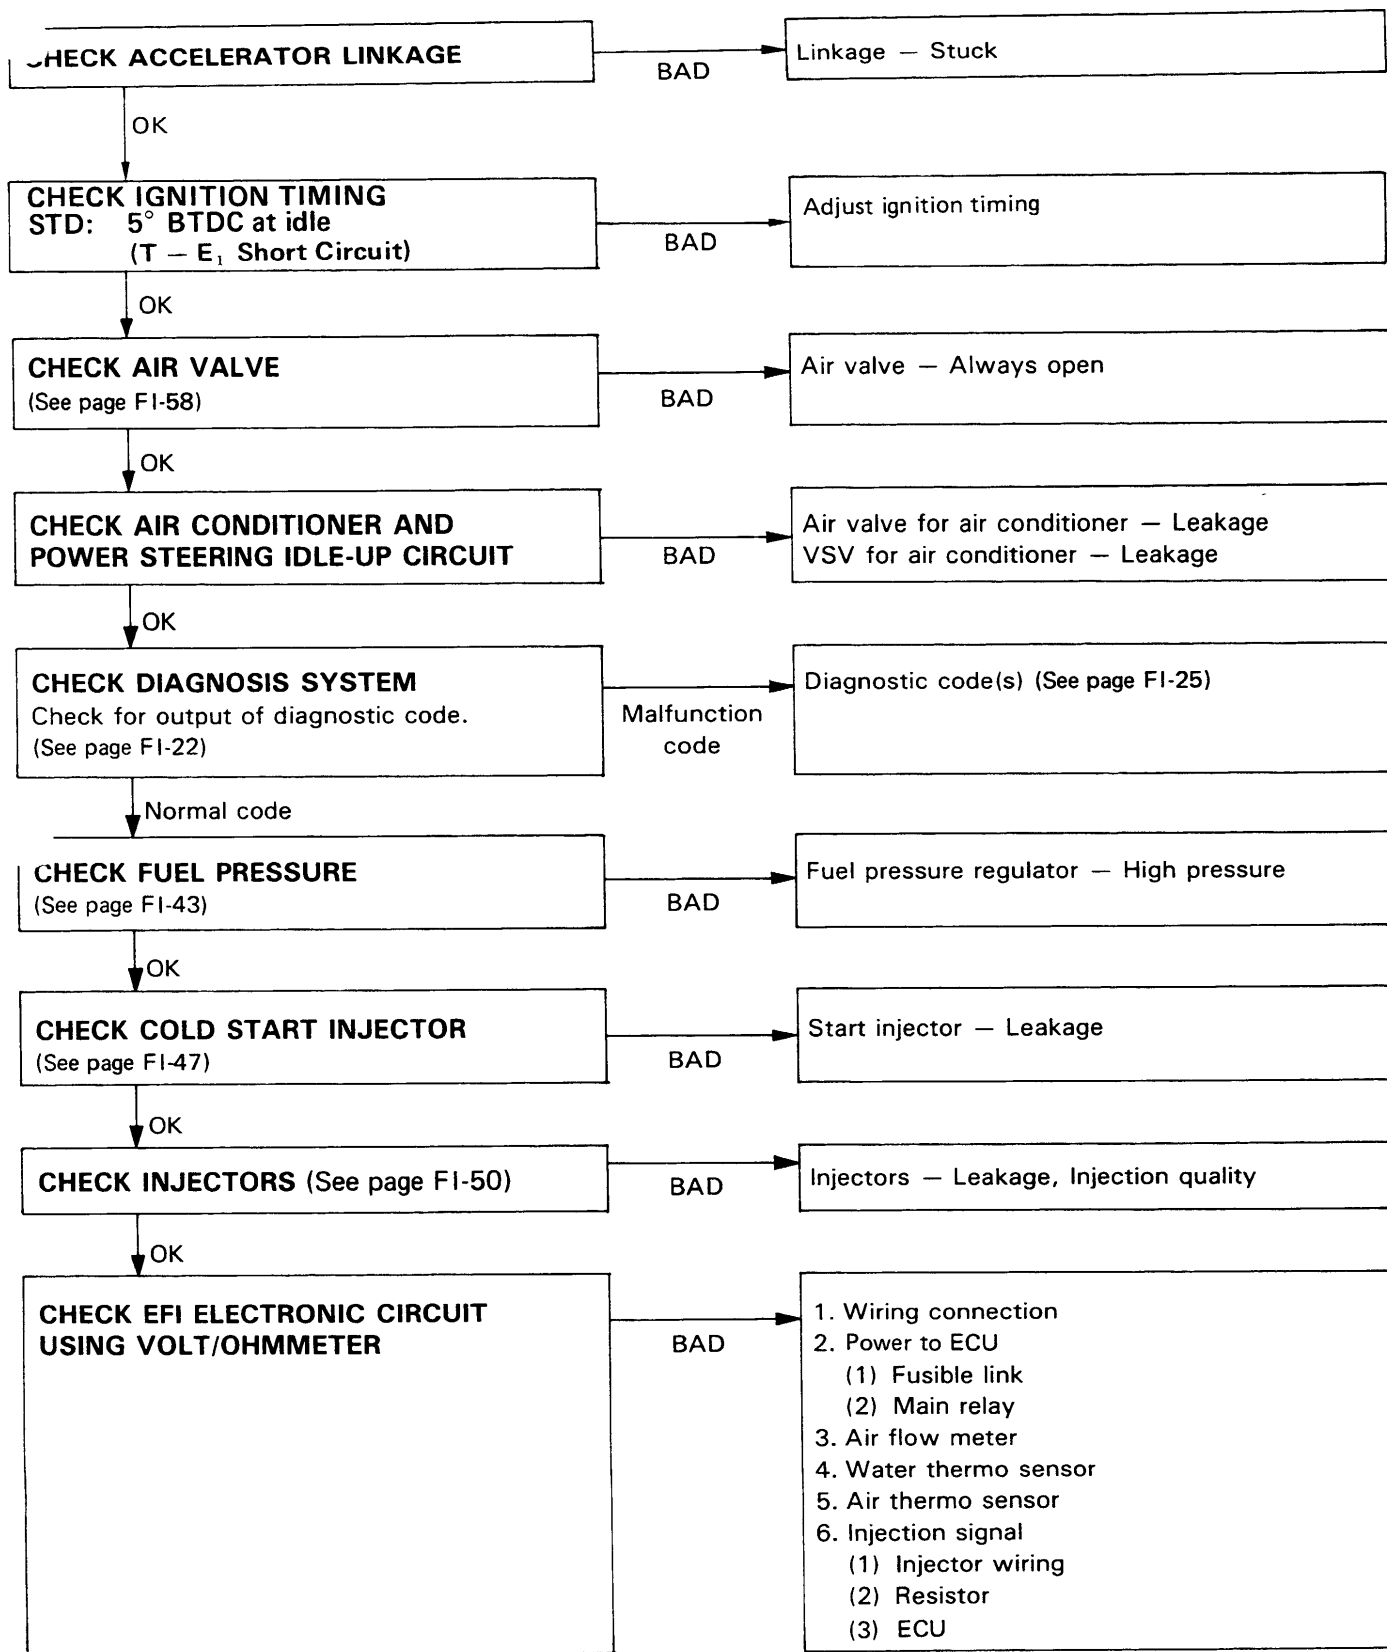 CHECK ACCELERATOR LINKAGE
BAD
Linkage — Stuck
OK
CHECK IGNITION TIMING
STD: 5° BTDC at idle
(T — E₁ Short Circuit)
BAD
Adjust ignition timing
OK
CHECK AIR VALVE
(See page FI-58)
BAD
Air valve — Always open
OK
CHECK AIR CONDITIONER AND
POWER STEERING IDLE-UP CIRCUIT
BAD
Air valve for air conditioner — Leakage
VSV for air conditioner — Leakage
OK
CHECK DIAGNOSIS SYSTEM
Check for output of diagnostic code.
(See page FI-22)
Malfunction
code
Diagnostic code(s) (See page FI-25)
Normal code
CHECK FUEL PRESSURE
(See page FI-43)
BAD
Fuel pressure regulator — High pressure
OK
CHECK COLD START INJECTOR
(See page FI-47)
BAD
Start injector — Leakage
OK
CHECK INJECTORS (See page FI-50)
BAD
Injectors — Leakage, Injection quality
OK
CHECK EFI ELECTRONIC CIRCUIT
USING VOLT/OHMMETER
BAD
1. Wiring connection
2. Power to ECU
(1) Fusible link
(2) Main relay
3. Air flow meter
4. Water thermo sensor
5. Air thermo sensor
6. Injection signal
(1) Injector wiring
(2) Resistor
(3) ECU